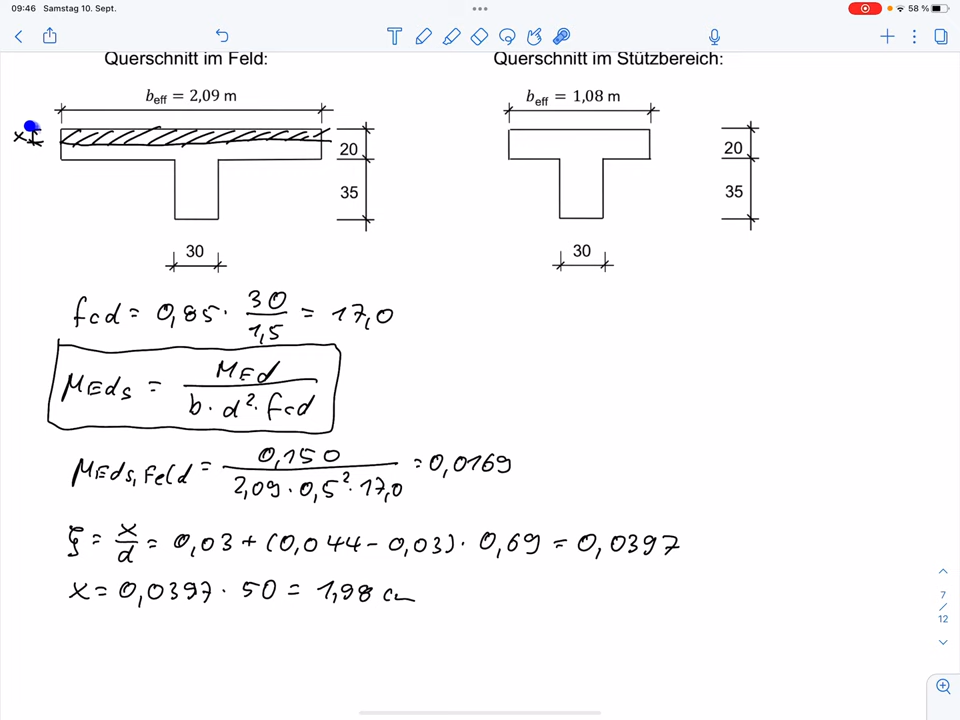 09:46 Samstag 10. Sept.
58 %
Querschnitt im Feld:
Querschnitt im Stützbereich:
b_eff = 2,09 m
b_eff = 1,08 m
x
20
35
30
20
35
30
fcd = 0,85 · 30/1,5 = 17,0
μEds = MEd / (b · d² · fcd)
μEds, Feld = 0,150 / (2,09 · 0,5² · 17,0) = 0,0169
ξ = x/d = 0,03 + (0,044 - 0,03) · 0,69 = 0,0397
x = 0,0397 · 50 = 1,98 cm
7
/
12